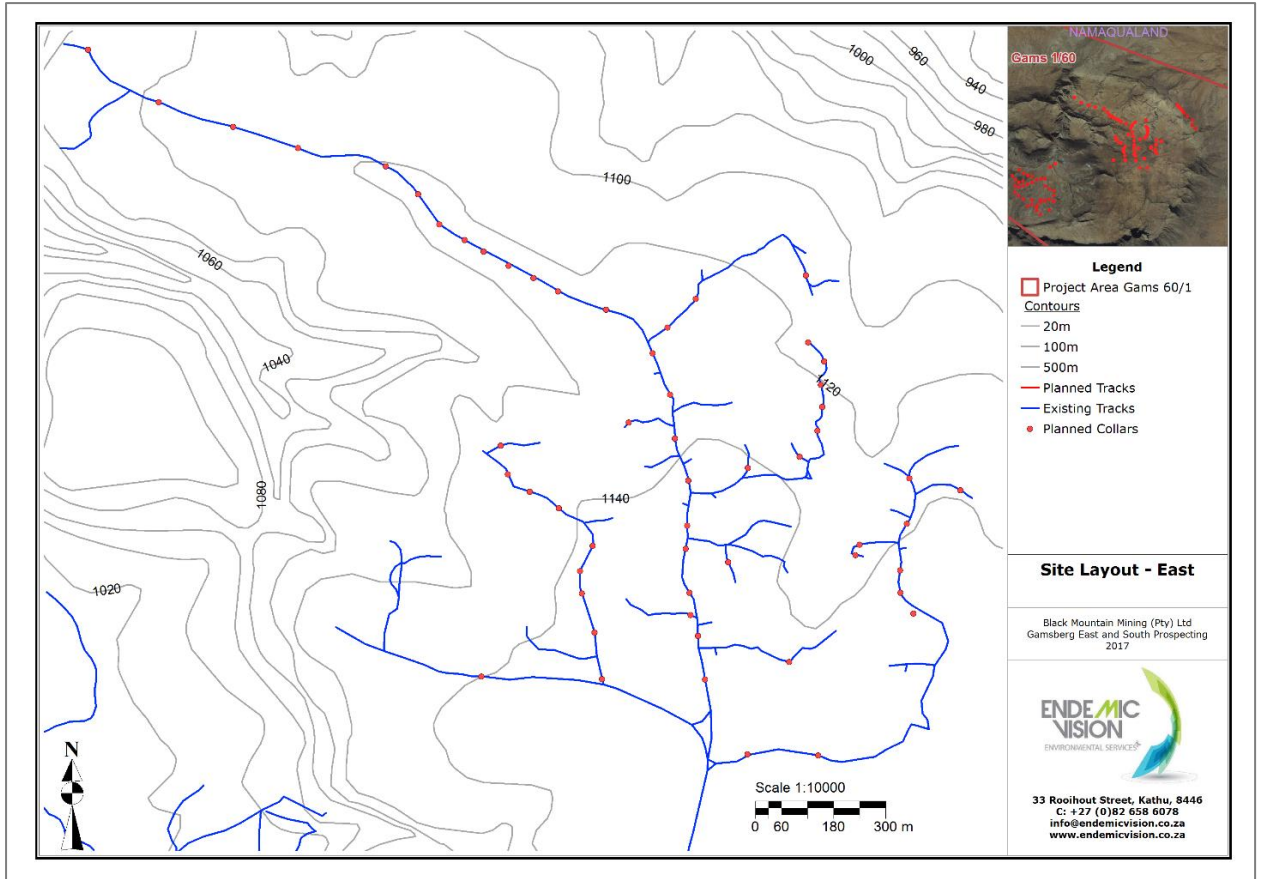 1000
960
940
980
1100
1060
1040
1120
1080
1140
1020
N
Scale 1:10000
0 60 180 300 m
NAMAQUALAND
Gams 1/60
Legend
Project Area Gams 60/1
Contours
20m
100m
500m
Planned Tracks
Existing Tracks
Planned Collars
Site Layout - East
Black Mountain Mining (Pty) Ltd
Gamsberg East and South Prospecting
2017
ENDEMIC
VISION
ENVIRONMENTAL SERVICES
33 Rooihout Street, Kathu, 8446
C: +27 (0)82 658 6078
info@endemicvision.co.za
www.endemicvision.co.za